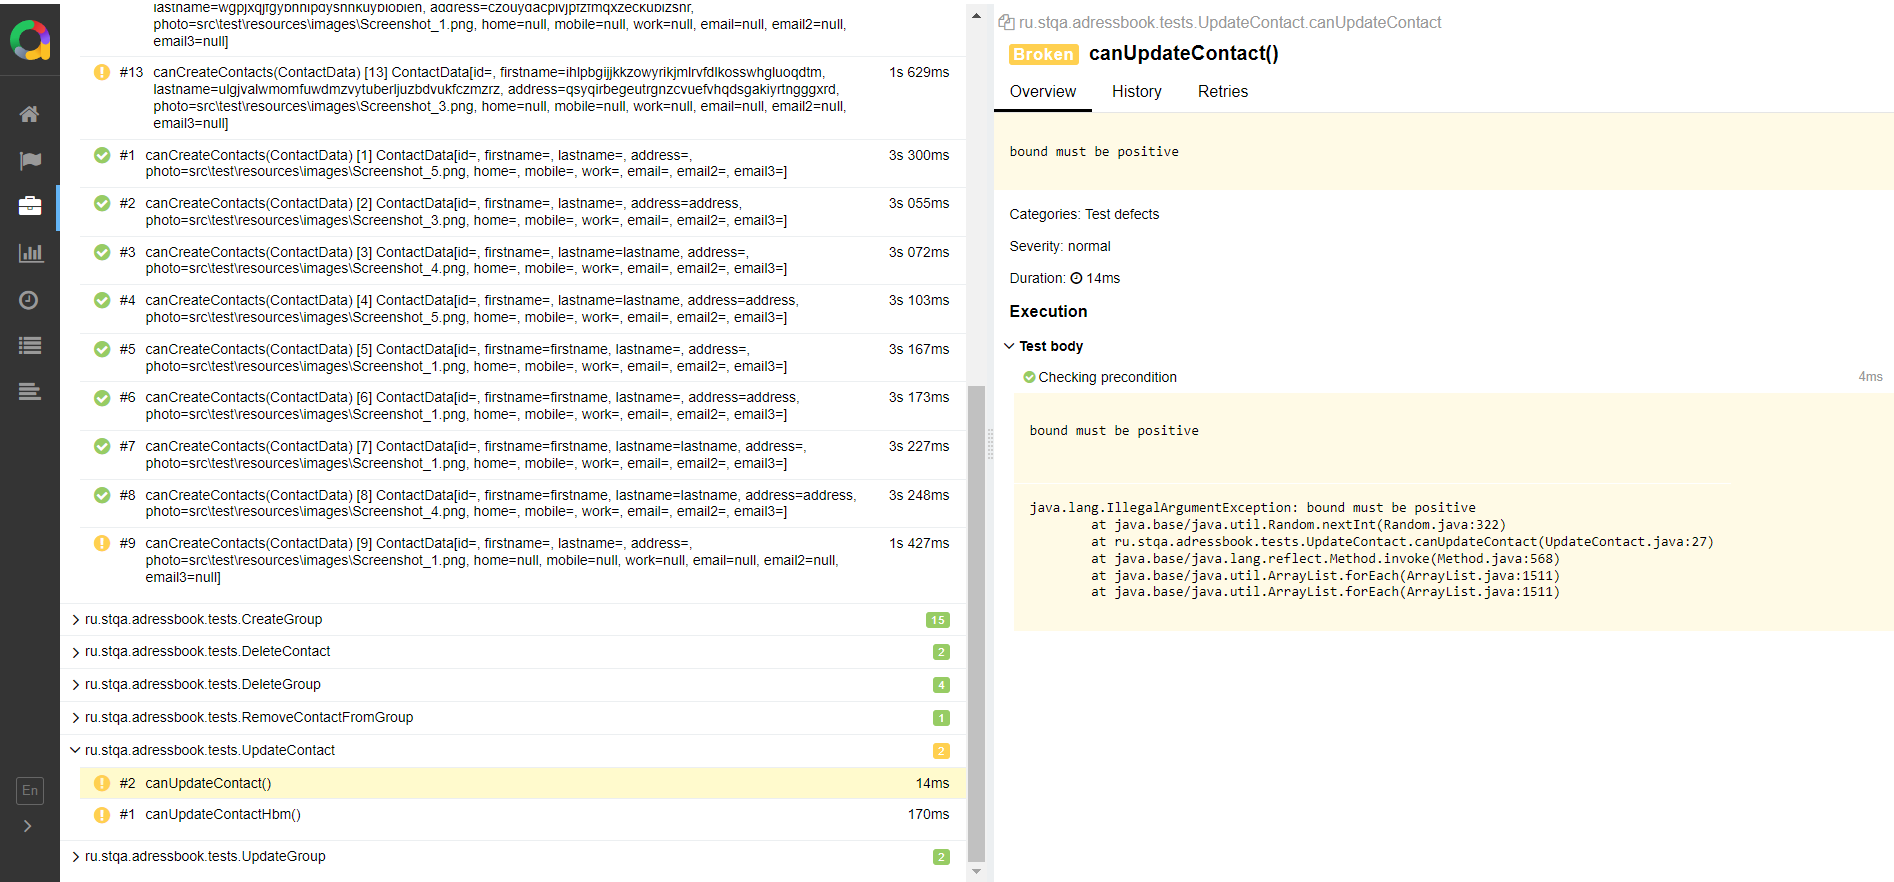 lastname=wgpjxqjfgybnhipdyshhkuybiobieh, address=czouydacpivjpfzfmqxzeckubizshr,
photo=src\test\resources\images\Screenshot_1.png, home=null, mobile=null, work=null, email=null, email2=null,
email3=null]
#13 canCreateContacts(ContactData) [13] ContactData[id=, firstname=ihlpbgijjkkzowyrikjmlrvfdlkosswhgluoqdtm, 1s 629ms
lastname=ulgjvalwmomfuwdmzvytuberljuzbdvukfczmzrz, address=qsyqirbegeutrgnzcvuefvhqdsgakiyrtngggxrd,
photo=src\test\resources\images\Screenshot_3.png, home=null, mobile=null, work=null, email=null, email2=null,
email3=null]
#1 canCreateContacts(ContactData) [1] ContactData[id=, firstname=, lastname=, address=, 3s 300ms
photo=src\test\resources\images\Screenshot_5.png, home=, mobile=, work=, email=, email2=, email3=]
#2 canCreateContacts(ContactData) [2] ContactData[id=, firstname=, lastname=, address=address, 3s 055ms
photo=src\test\resources\images\Screenshot_3.png, home=, mobile=, work=, email=, email2=, email3=]
#3 canCreateContacts(ContactData) [3] ContactData[id=, firstname=, lastname=lastname, address=, 3s 072ms
photo=src\test\resources\images\Screenshot_4.png, home=, mobile=, work=, email=, email2=, email3=]
#4 canCreateContacts(ContactData) [4] ContactData[id=, firstname=, lastname=lastname, address=address, 3s 103ms
photo=src\test\resources\images\Screenshot_5.png, home=, mobile=, work=, email=, email2=, email3=]
#5 canCreateContacts(ContactData) [5] ContactData[id=, firstname=firstname, lastname=, address=, 3s 167ms
photo=src\test\resources\images\Screenshot_1.png, home=, mobile=, work=, email=, email2=, email3=]
#6 canCreateContacts(ContactData) [6] ContactData[id=, firstname=firstname, lastname=, address=address, 3s 173ms
photo=src\test\resources\images\Screenshot_1.png, home=, mobile=, work=, email=, email2=, email3=]
#7 canCreateContacts(ContactData) [7] ContactData[id=, firstname=firstname, lastname=lastname, address=, 3s 227ms
photo=src\test\resources\images\Screenshot_1.png, home=, mobile=, work=, email=, email2=, email3=]
#8 canCreateContacts(ContactData) [8] ContactData[id=, firstname=firstname, lastname=lastname, address=address, 3s 248ms
photo=src\test\resources\images\Screenshot_4.png, home=, mobile=, work=, email=, email2=, email3=]
#9 canCreateContacts(ContactData) [9] ContactData[id=, firstname=, lastname=, address=, 1s 427ms
photo=src\test\resources\images\Screenshot_1.png, home=null, mobile=null, work=null, email=null, email2=null,
email3=null]
ru.stqa.adressbook.tests.CreateGroup 15
ru.stqa.adressbook.tests.DeleteContact 2
ru.stqa.adressbook.tests.DeleteGroup 4
ru.stqa.adressbook.tests.RemoveContactFromGroup 1
ru.stqa.adressbook.tests.UpdateContact 2
#2 canUpdateContact() 14ms
#1 canUpdateContactHbm() 170ms
ru.stqa.adressbook.tests.UpdateGroup 2
En
ru.stqa.adressbook.tests.UpdateContact.canUpdateContact
Broken canUpdateContact()
Overview History Retries
bound must be positive
Categories: Test defects
Severity: normal
Duration: 14ms
Execution
Test body
Checking precondition 4ms
bound must be positive
java.lang.IllegalArgumentException: bound must be positive
at java.base/java.util.Random.nextInt(Random.java:322)
at ru.stqa.adressbook.tests.UpdateContact.canUpdateContact(UpdateContact.java:27)
at java.base/java.lang.reflect.Method.invoke(Method.java:568)
at java.base/java.util.ArrayList.forEach(ArrayList.java:1511)
at java.base/java.util.ArrayList.forEach(ArrayList.java:1511)